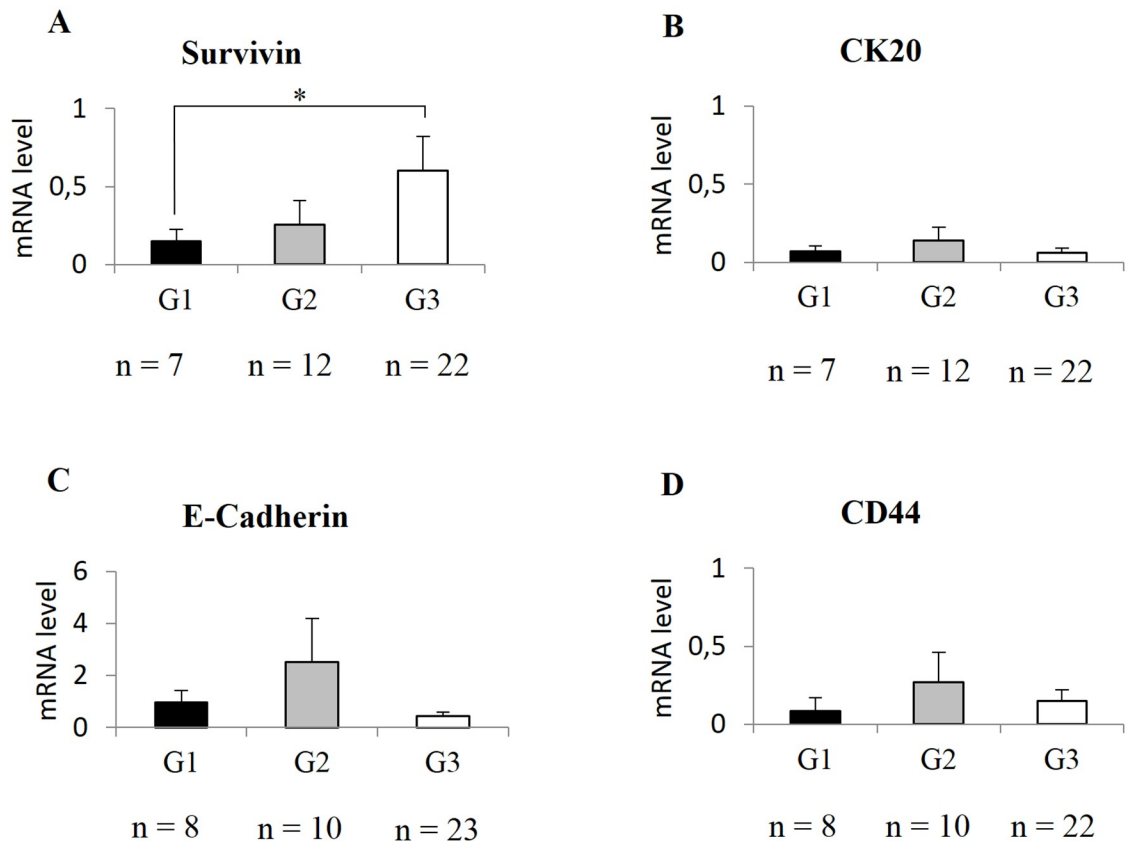 A
Survivin
*
1
0,5
0
mRNA level
G1 G2 G3
n = 7 n = 12 n = 22
B
CK20
1
0,5
0
mRNA level
G1 G2 G3
n = 7 n = 12 n = 22
C
E-Cadherin
6
4
2
0
mRNA level
G1 G2 G3
n = 8 n = 10 n = 23
D
CD44
1
0,5
0
mRNA level
G1 G2 G3
n = 8 n = 10 n = 22